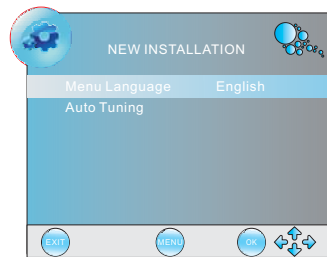 NEW INSTALLATION
Menu Language English
Auto Tuning
EXIT MENU OK